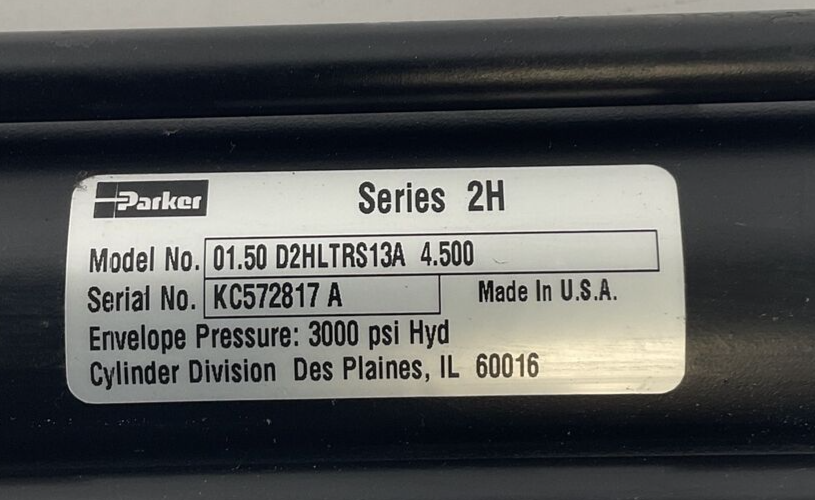 Parker Series 2H
Model No. 01.50 D2HLTRS13A 4.500
Serial No. KC572817 A Made In U.S.A.
Envelope Pressure: 3000 psi Hyd
Cylinder Division Des Plaines, IL 60016